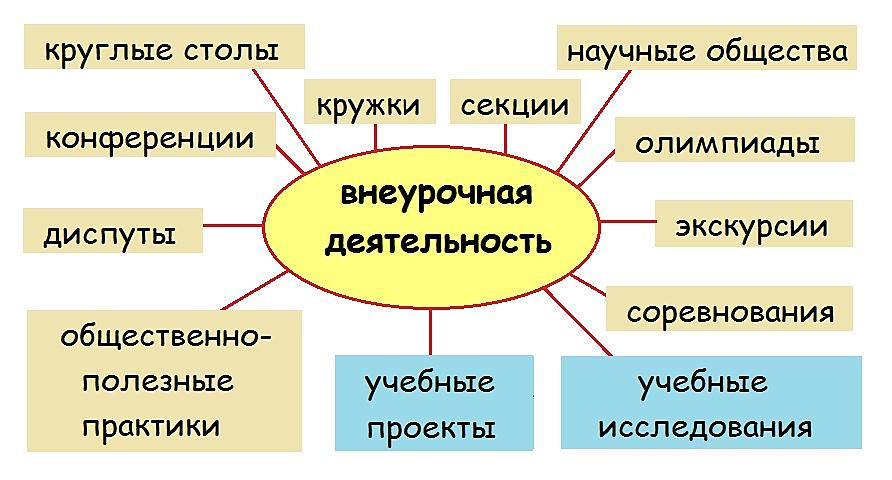 круглые столы
научные общества
кружки
секции
конференции
олимпиады
внеурочная
деятельность
диспуты
экскурсии
соревнования
общественно-
полезные
практики
учебные
проекты
учебные
исследования